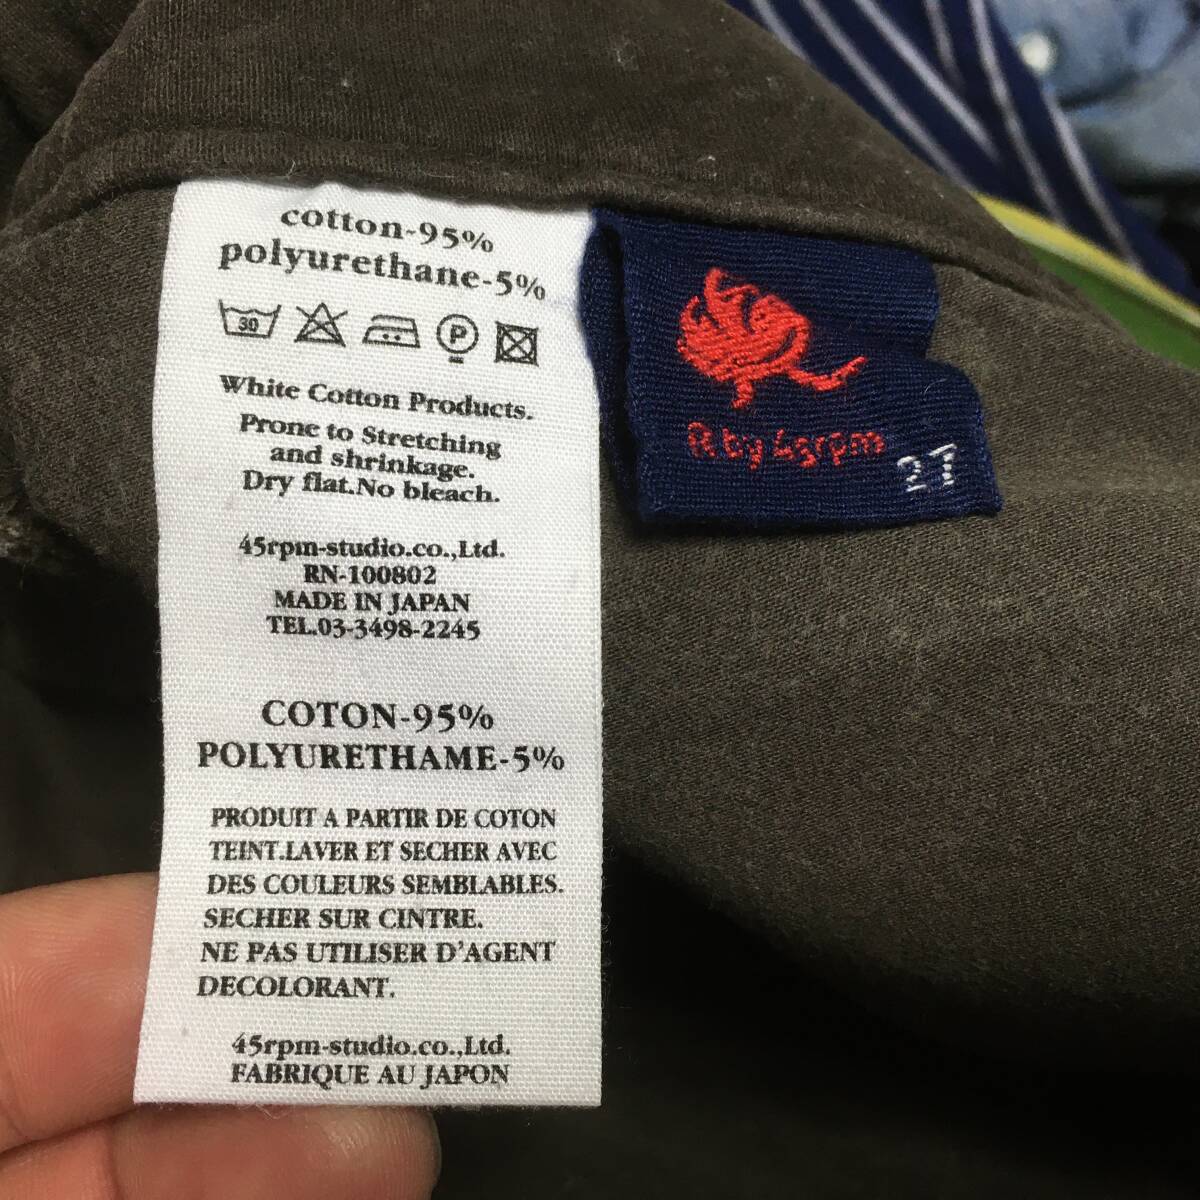 cotton-95%
polyurethane-5%
30
P
White Cotton Products.
Prone to Stretching
and shrinkage.
Dry flat.No bleach.
45rpm-studio.co.,Ltd.
RN-100802
MADE IN JAPAN
TEL.03-3498-2245
COTON-95%
POLYURETHAME-5%
PRODUIT A PARTIR DE COTON
TEINT.LAVER ET SECHER AVEC
DES COULEURS SEMBLABLES.
SECHER SUR CINTRE.
NE PAS UTILISER D'AGENT
DECOLORANT.
45rpm-studio.co.,Ltd.
FABRIQUE AU JAPON
R by 45rpm
27